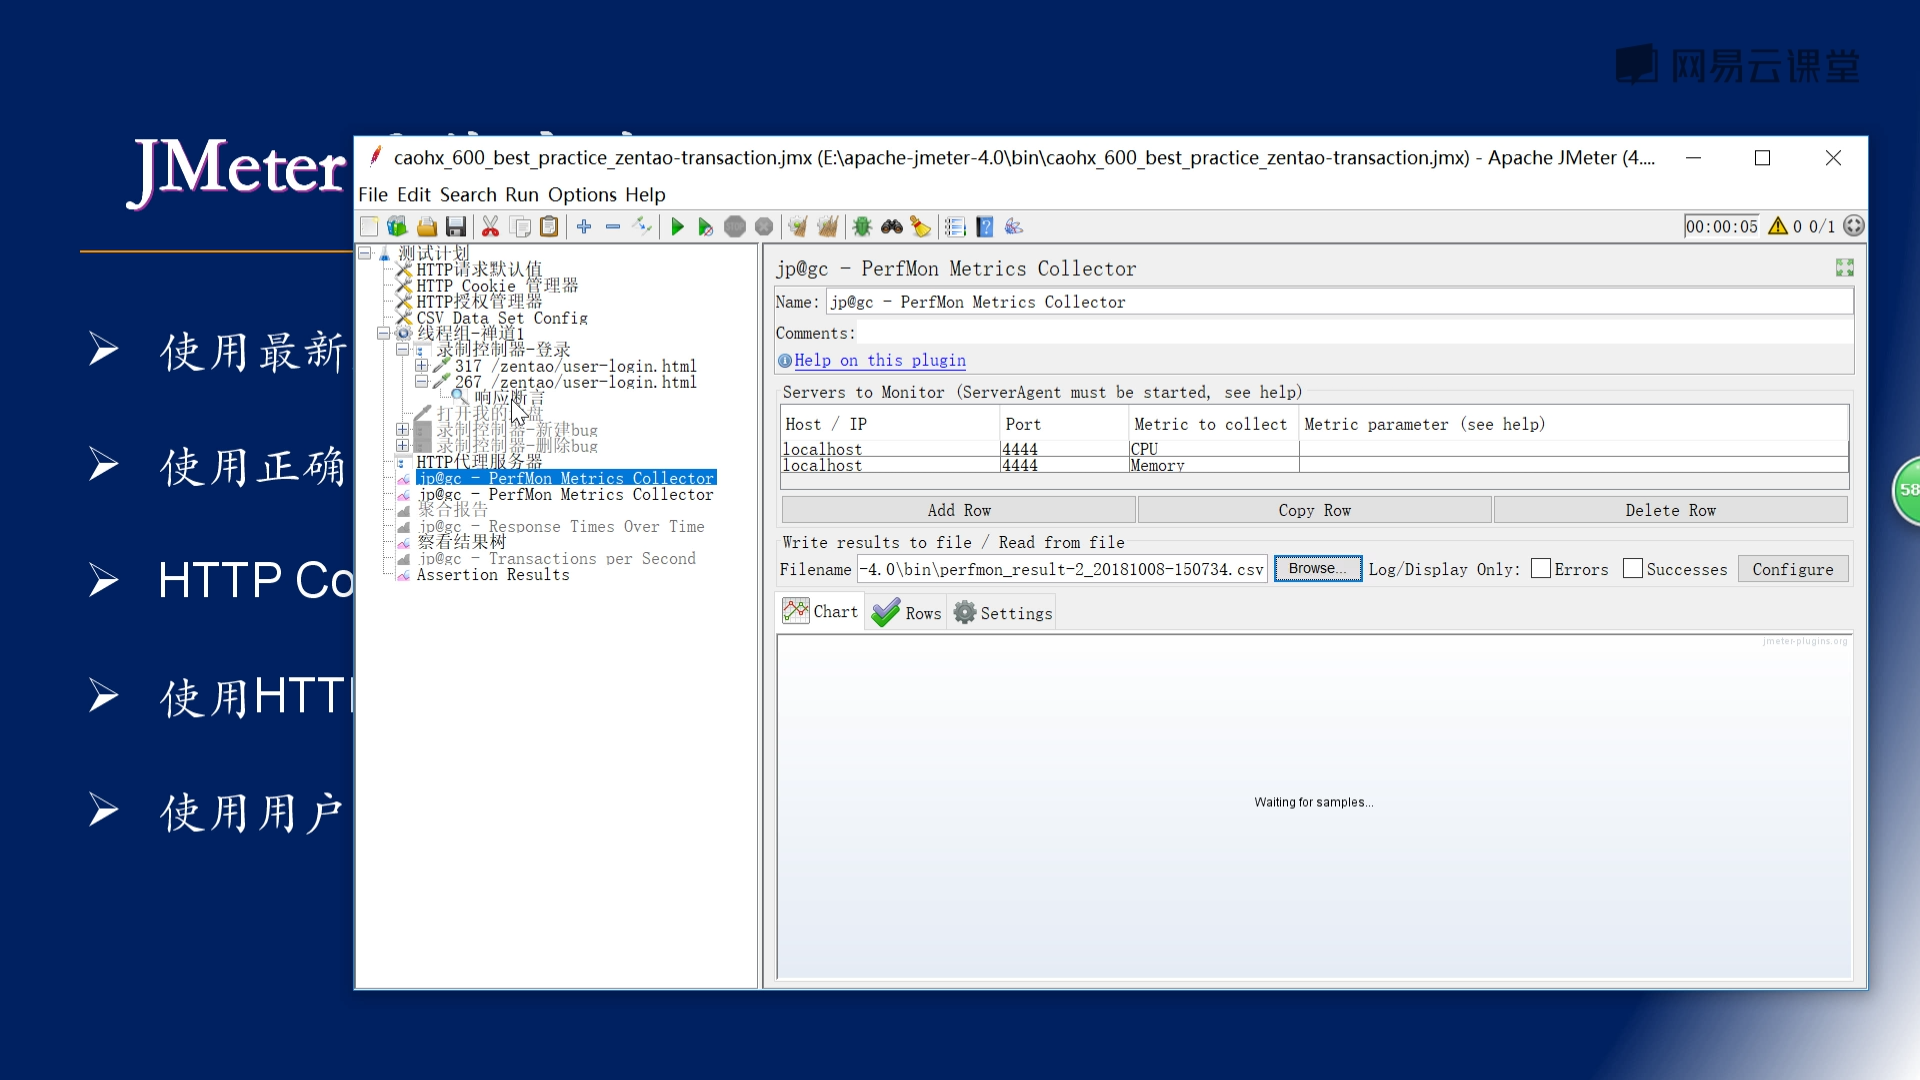 网易云课堂
JMeter
使用最新
使用正确
HTTP Co
使用HTT
使用用户
caohx_600_best_practice_zentao-transaction.jmx (E:\apache-jmeter-4.0\bin\caohx_600_best_practice_zentao-transaction.jmx) - Apache JMeter (4....
File Edit Search Run Options Help
00:00:05 0 0/1
测试计划
HTTP请求默认值
HTTP Cookie 管理器
HTTP授权管理器
CSV Data Set Config
线程组-禅道1
录制控制器-登录
317 /zentao/user-login.html
267 /zentao/user-login.html
响应断言
打开我的 盘
录制控制器-新建bug
录制控制器-删除bug
HTTP代理服务器
jp@gc - PerfMon Metrics Collector
jp@gc - PerfMon Metrics Collector
聚合报告
jp@gc - Response Times Over Time
察看结果树
jp@gc - Transactions per Second
Assertion Results
jp@gc - PerfMon Metrics Collector
Name: jp@gc - PerfMon Metrics Collector
Comments:
Help on this plugin
Servers to Monitor (ServerAgent must be started, see help)
Host / IP Port Metric to collect Metric parameter (see help)
localhost 4444 CPU
localhost 4444 Memory
Add Row Copy Row Delete Row
Write results to file / Read from file
Filename -4.0\bin\perfmon_result-2_20181008-150734.csv Browse... Log/Display Only: Errors Successes Configure
Chart Rows Settings
jmeter-plugins.org
Waiting for samples...
58